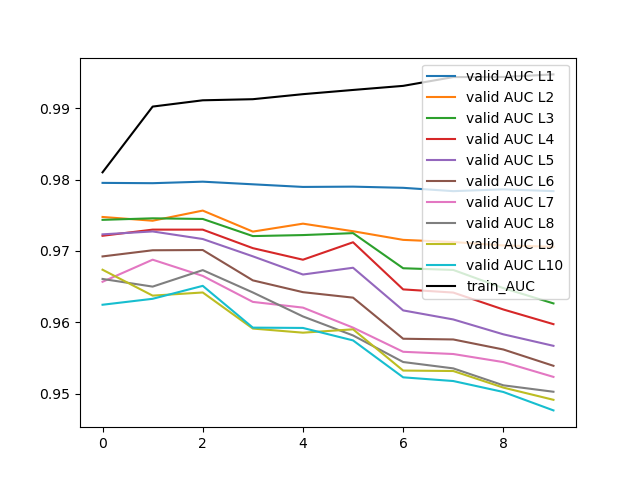 0.99
0.98
0.97
0.96
0.95
0 2 4 6 8
valid AUC L1
valid AUC L2
valid AUC L3
valid AUC L4
valid AUC L5
valid AUC L6
valid AUC L7
valid AUC L8
valid AUC L9
valid AUC L10
train_AUC